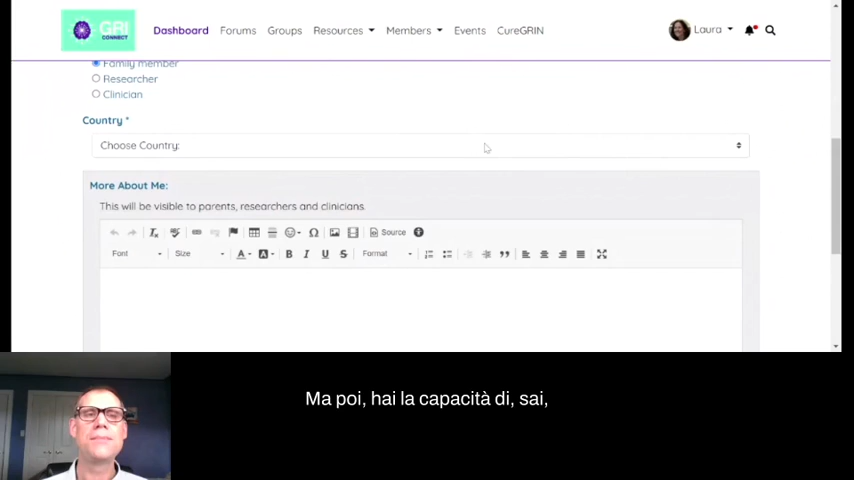 GRI
CONNECT
Dashboard Forums Groups Resources Members Events CureGRIN Laura
Family member
Researcher
Clinician
Country *
Choose Country:
More About Me:
This will be visible to parents, researchers and clinicians.
Source
Font Size A A B I U S Format
Ma poi, hai la capacità di, sai,